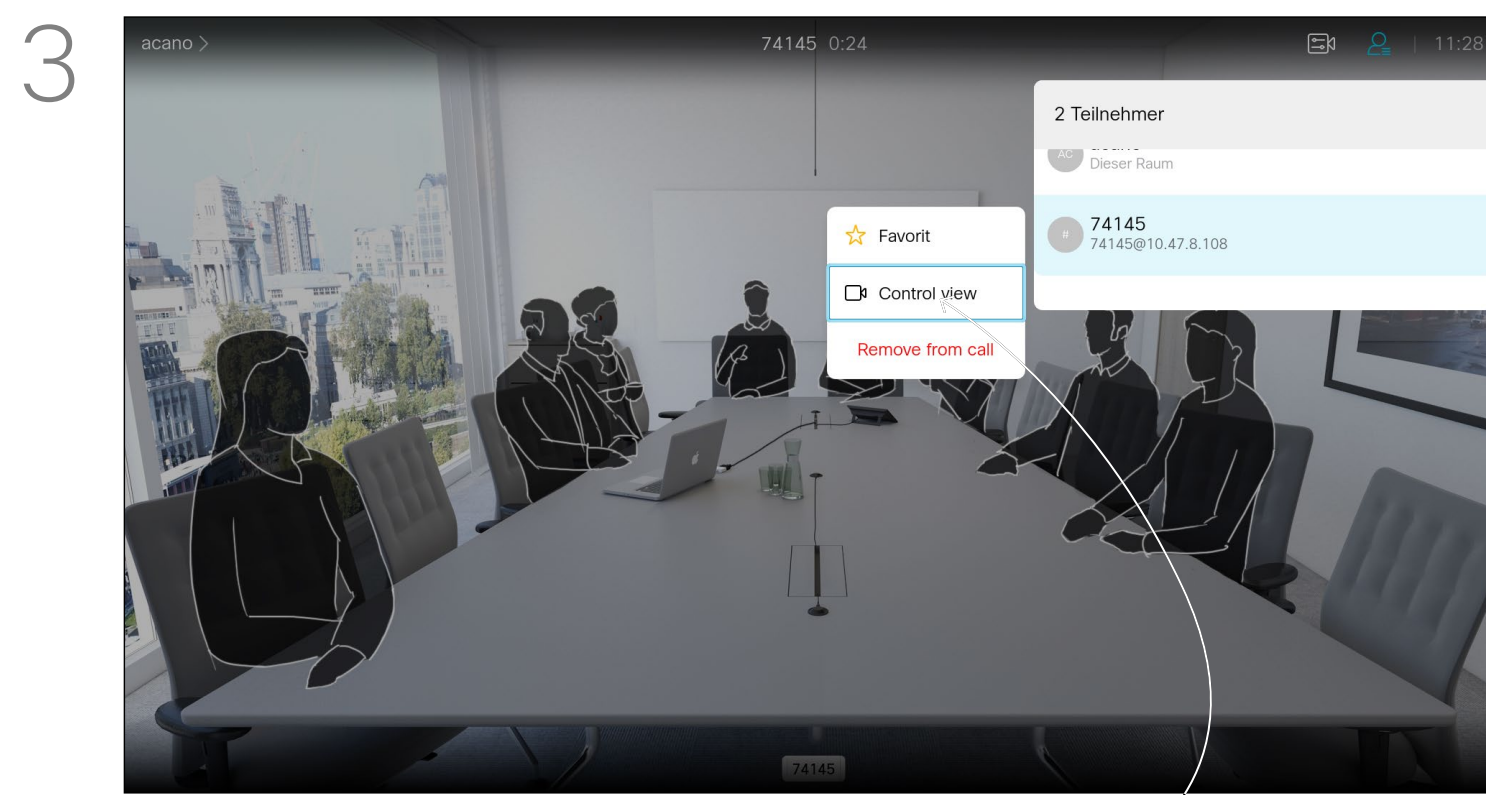 3
acano >
74145 0:24
11:28
2 Teilnehmer
AC
Dieser Raum
# 74145
74145@10.47.8.108
Favorit
Control view
Remove from call
74145